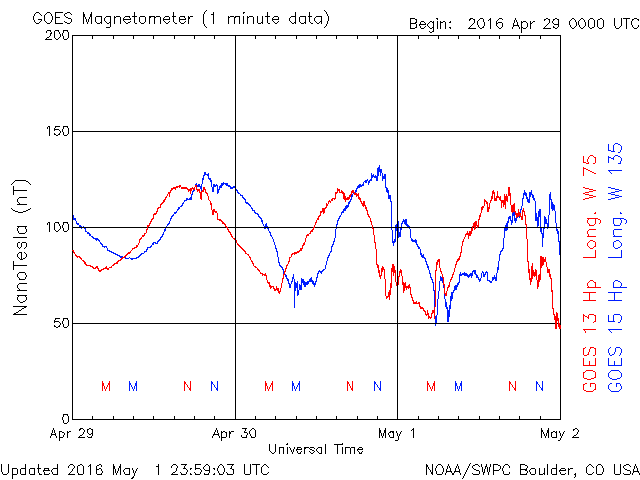 GOES Magnetometer (1 minute data)
Begin: 2016 Apr 29 0000 UTC
200
150
100
50
0
NanoTesla (nT)
M M N N M M N N M M N N
Apr 29 Apr 30 May 1 May 2
Universal Time
GOES 13 Hp Long. W 75
GOES 15 Hp Long. W 135
Updated 2016 May 1 23:59:03 UTC
NOAA/SWPC Boulder, CO USA